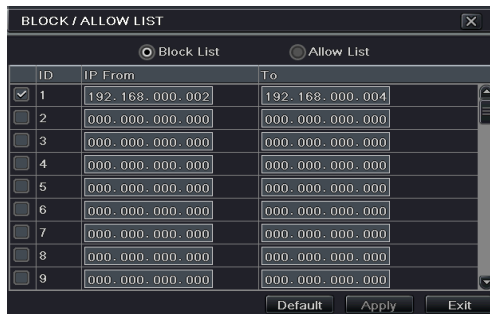 BLOCK / ALLOW LIST
Block List Allow List
ID IP From To
1 192.168.000.002 192.168.000.004
2 000.000.000.000 000.000.000.000
3 000.000.000.000 000.000.000.000
4 000.000.000.000 000.000.000.000
5 000.000.000.000 000.000.000.000
6 000.000.000.000 000.000.000.000
7 000.000.000.000 000.000.000.000
8 000.000.000.000 000.000.000.000
9 000.000.000.000 000.000.000.000
Default Apply Exit